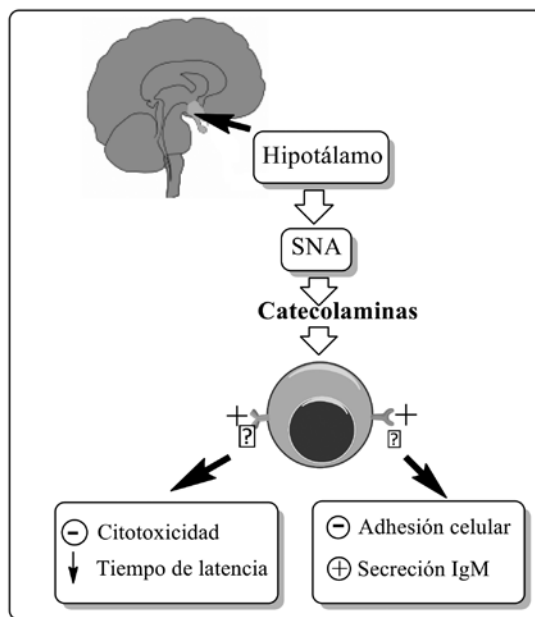 Hipotálamo
SNA
Catecolaminas
+
+
?
?
- Citotoxicidad
↓ Tiempo de latencia
- Adhesión celular
+ Secreción IgM